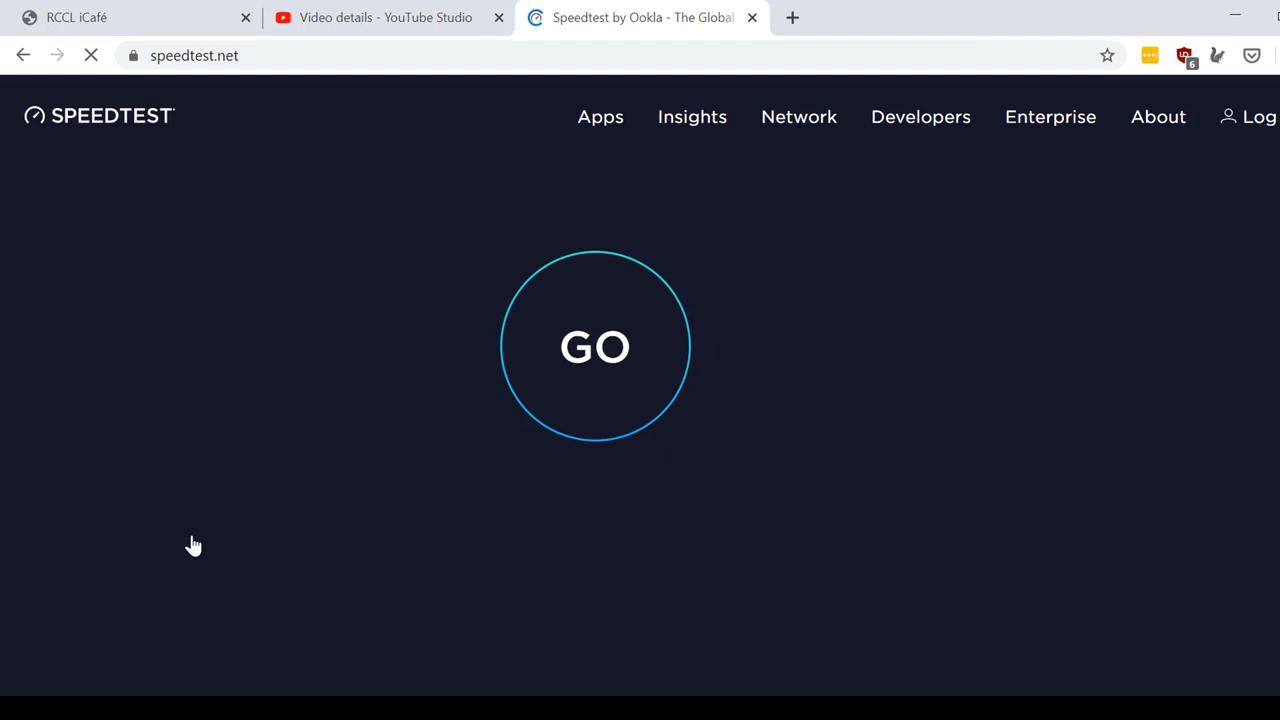 RCCL iCafé
Video details - YouTube Studio
Speedtest by Ookla - The Global
speedtest.net
6
SPEEDTEST
Apps
Insights
Network
Developers
Enterprise
About
Log
GO